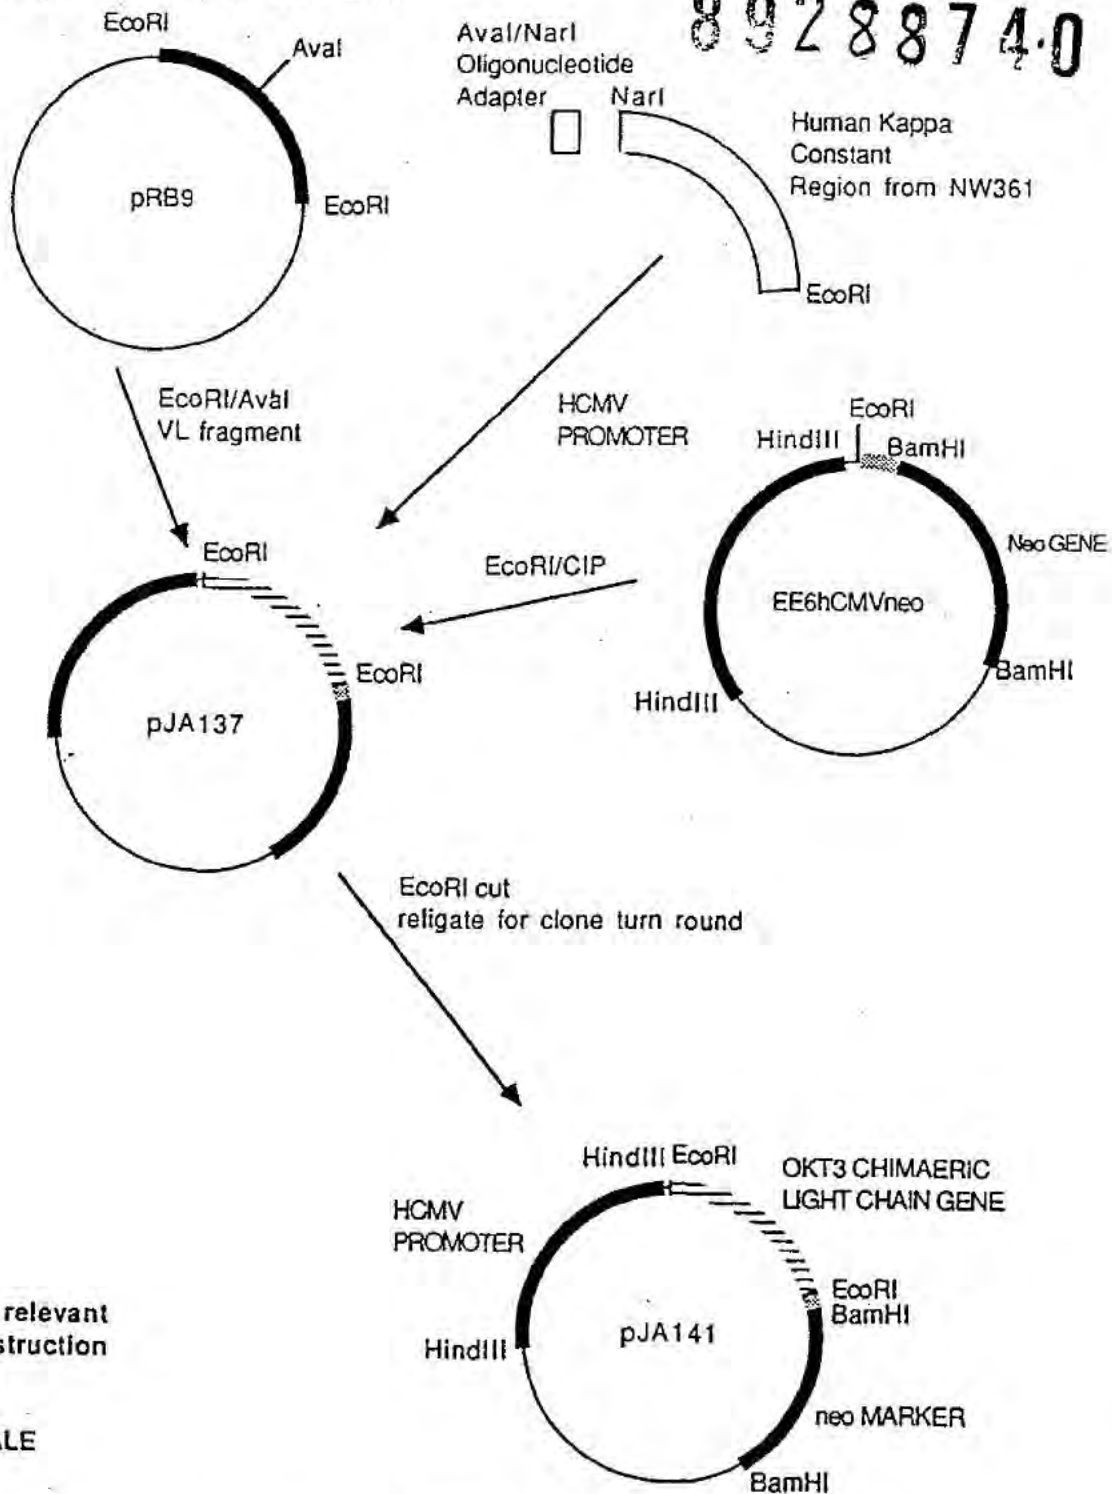 89288740
EcoRI
AvaI
pRB9
EcoRI
AvaI/NarI
Oligonucleotide
Adapter
NarI
Human Kappa
Constant
Region from NW361
EcoRI
EcoRI/AvaI
VL fragment
HCMV
PROMOTER
EcoRI
HindIII
BamHI
Neo GENE
EE6hCMVneo
BamHI
HindIII
EcoRI/CIP
EcoRI
EcoRI
pJA137
EcoRI cut
religate for clone turn round
HindIII EcoRI
OKT3 CHIMAERIC
LIGHT CHAIN GENE
HCMV
PROMOTER
EcoRI
BamHI
HindIII
pJA141
neo MARKER
BamHI
relevant
struction
ALE